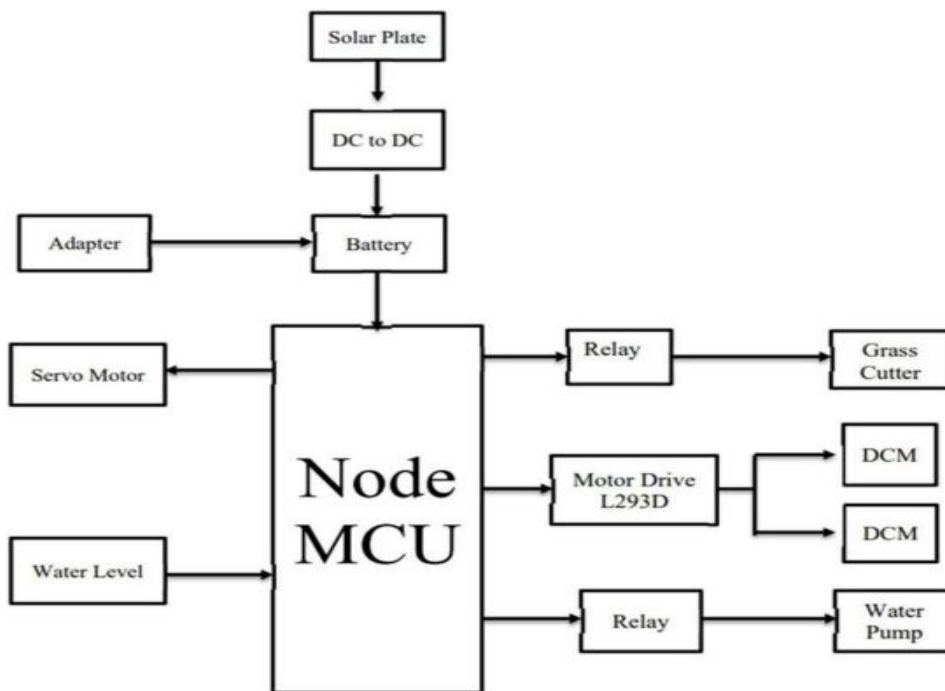 Solar Plate
DC to DC
Adapter
Battery
Servo Motor
Relay
Grass
Cutter
Node
MCU
Motor Drive
L293D
DCM
DCM
Water Level
Relay
Water
Pump